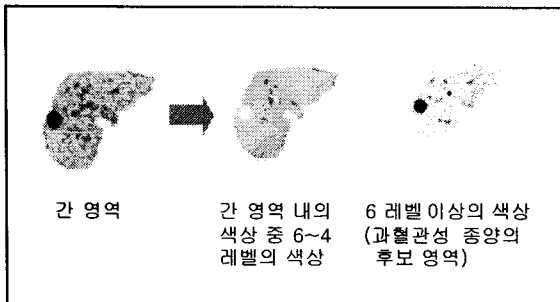 간 영역
간 영역 내의
색상 중 6~4
레벨의 색상
6 레벨 이상의 색상
(과혈관성 종양의
후보 영역)